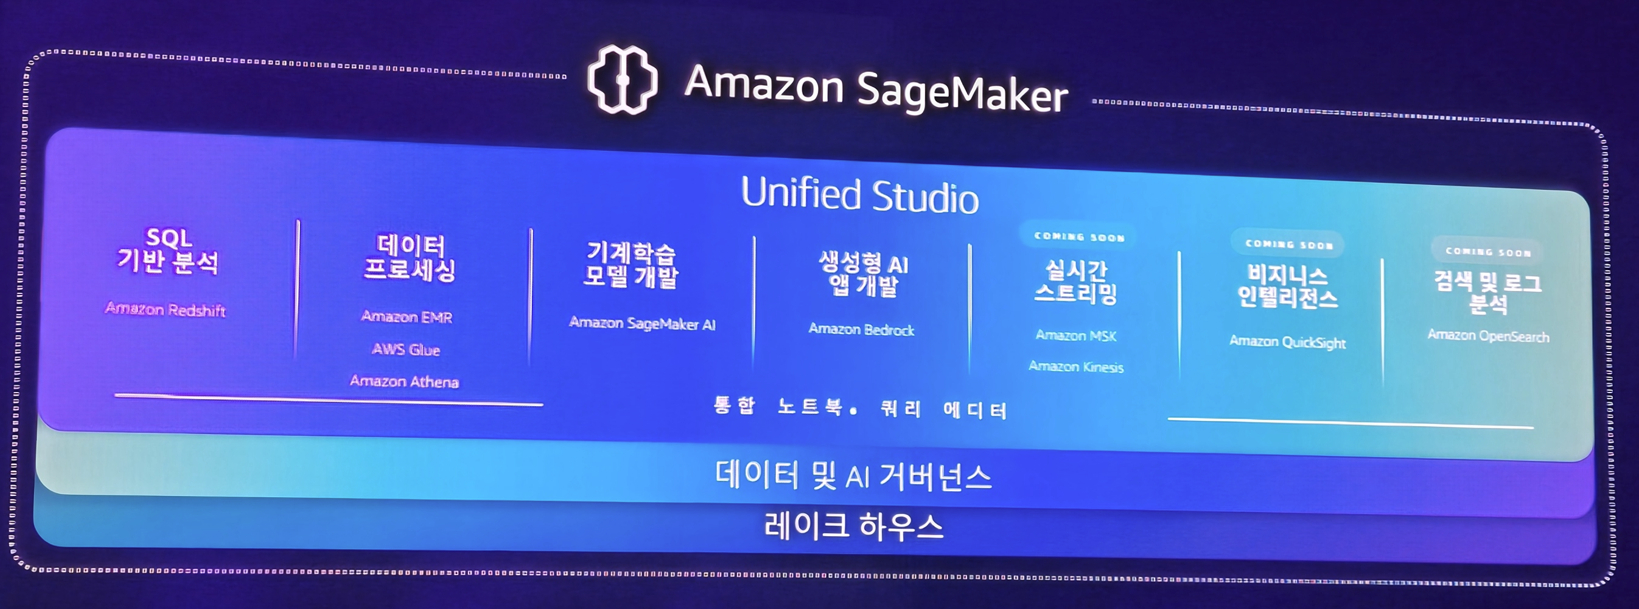 Amazon SageMaker
Unified Studio
SQL
기반 분석
Amazon Redshift
데이터
프로세싱
Amazon EMR
AWS Glue
Amazon Athena
기계학습
모델 개발
Amazon SageMaker AI
생성형 AI
앱 개발
Amazon Bedrock
COMING SOON
실시간
스트리밍
Amazon MSK
Amazon Kinesis
COMING SOON
비지니스
인텔리전스
Amazon QuickSight
COMING SOON
검색 및 로그
분석
Amazon OpenSearch
통합 노트북• 쿼리 에디터
데이터 및 AI 거버넌스
레이크 하우스